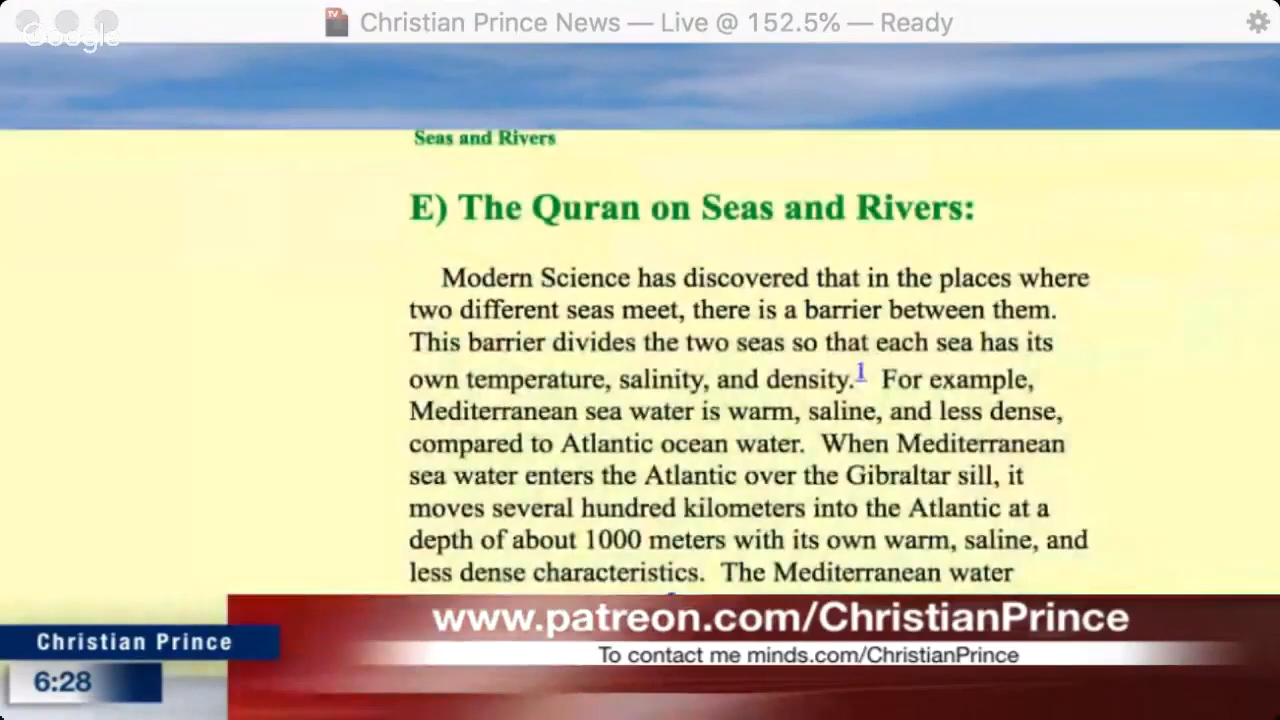 Christian Prince News — Live @ 152.5% — Ready
Google
Seas and Rivers
E) The Quran on Seas and Rivers:
Modern Science has discovered that in the places where
two different seas meet, there is a barrier between them.
This barrier divides the two seas so that each sea has its
own temperature, salinity, and density.1 For example,
Mediterranean sea water is warm, saline, and less dense,
compared to Atlantic ocean water. When Mediterranean
sea water enters the Atlantic over the Gibraltar sill, it
moves several hundred kilometers into the Atlantic at a
depth of about 1000 meters with its own warm, saline, and
less dense characteristics. The Mediterranean water
www.patreon.com/ChristianPrince
Christian Prince
To contact me minds.com/ChristianPrince
6:28